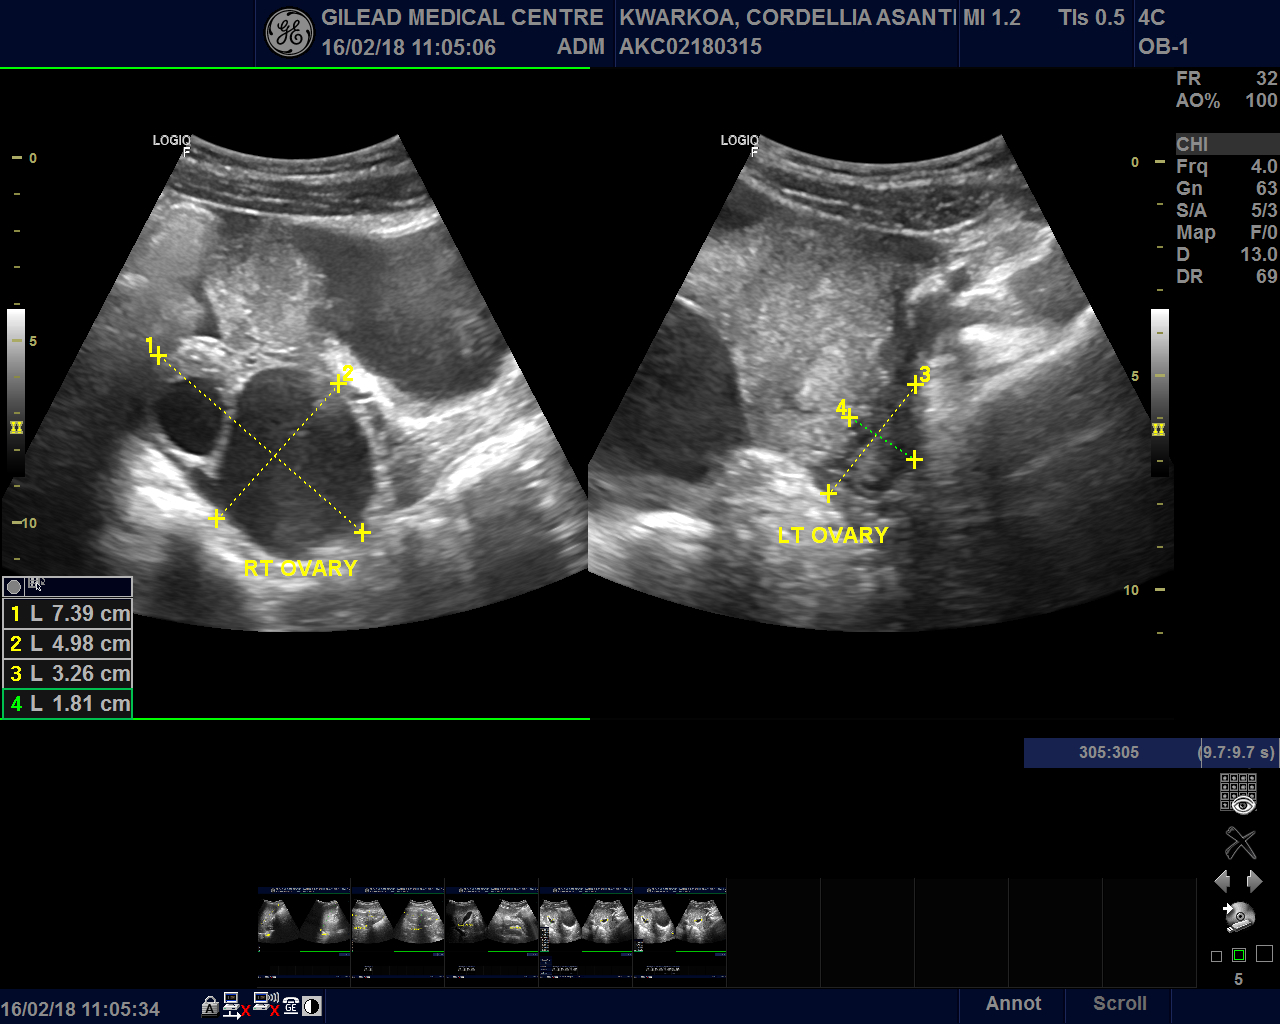 GILEAD MEDICAL CENTRE
16/02/18 11:05:06 ADM
KWARKOA, CORDELLIA ASANTI
AKC02180315
MI 1.2 TIs 0.5
4C
OB-1
FR 32
AO% 100
CHI
Frq 4.0
Gn 63
S/A 5/3
Map F/0
D 13.0
DR 69
LOGIQ
F
0
5
10
1
2
RT OVARY
LOGIQ
F
0
5
10
3
4
LT OVARY
1 L 7.39 cm
2 L 4.98 cm
3 L 3.26 cm
4 L 1.81 cm
305:305 (9.7:9.7 s)
5
16/02/18 11:05:34
A
X
X
GE
Annot
Scroll